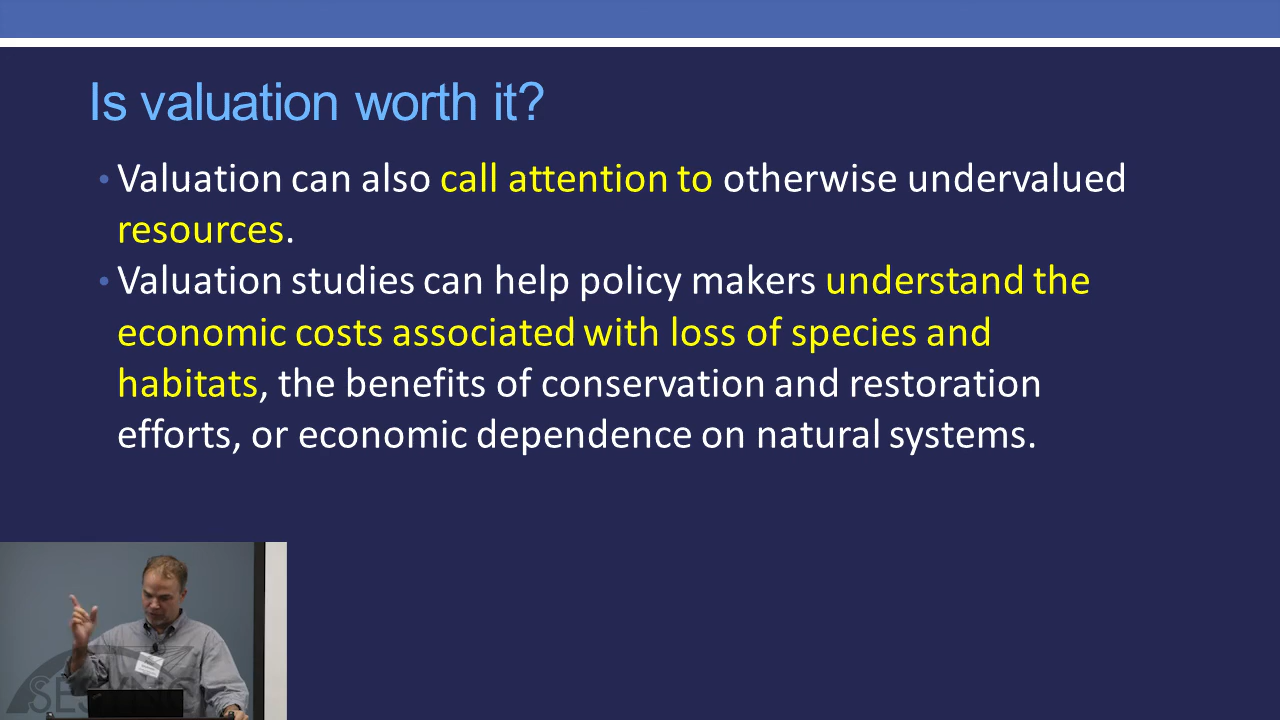 Is valuation worth it?
• Valuation can also call attention to otherwise undervalued
resources.
• Valuation studies can help policy makers understand the
economic costs associated with loss of species and
habitats, the benefits of conservation and restoration
efforts, or economic dependence on natural systems.